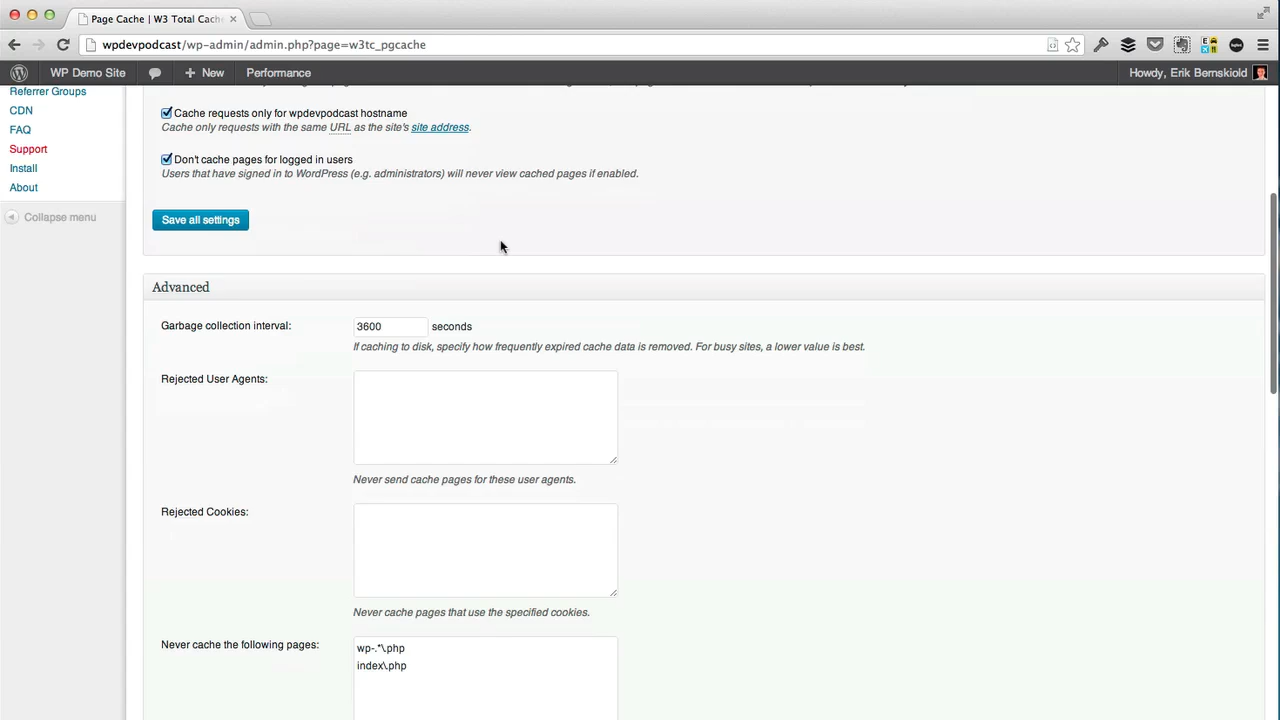 Page Cache | W3 Total Cach
wpdevpodcast/wp-admin/admin.php?page=w3tc_pgcache
WP Demo Site
New
Performance
Howdy, Erik Bernskiold
Referrer Groups
CDN
FAQ
Support
Install
About
Collapse menu
Cache requests only for wpdevpodcast hostname
Cache only requests with the same URL as the site's site address.
Don't cache pages for logged in users
Users that have signed in to WordPress (e.g. administrators) will never view cached pages if enabled.
Save all settings
Advanced
Garbage collection interval:
3600
seconds
If caching to disk, specify how frequently expired cache data is removed. For busy sites, a lower value is best.
Rejected User Agents:
Never send cache pages for these user agents.
Rejected Cookies:
Never cache pages that use the specified cookies.
Never cache the following pages:
wp-.*\.php
index\.php